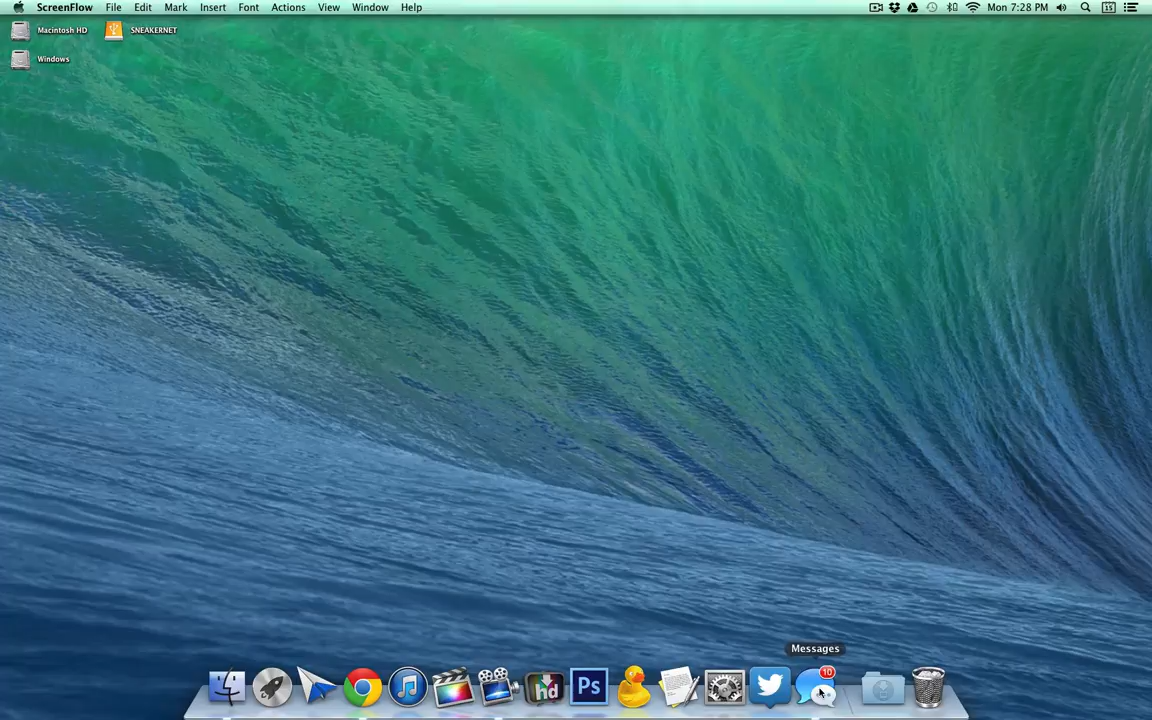 ScreenFlow File Edit Mark Insert Font Actions View Window Help Mon 7:28 PM
Macintosh HD SNEAKERNET
Windows
Messages
10
hd Ps